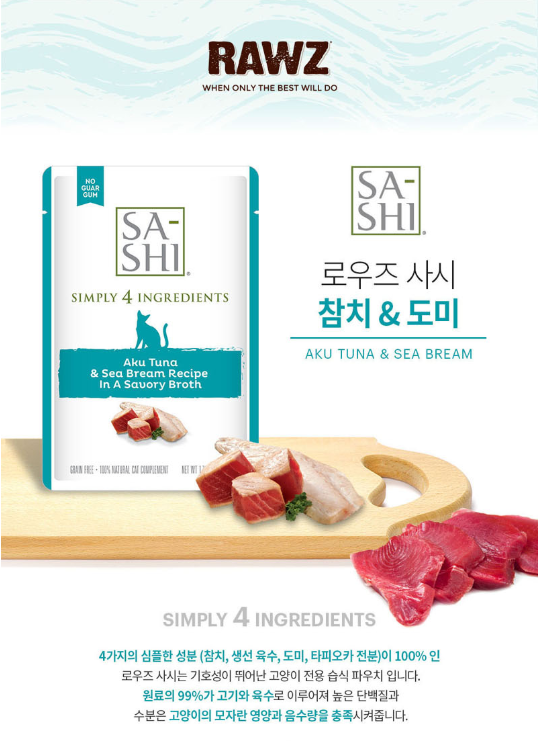 RAWZ
WHEN ONLY THE BEST WILL DO
NO
GUAR
GUM
SA-
SHI®
SIMPLY 4 INGREDIENTS
Aku Tuna
& Sea Bream Recipe
In A Savory Broth
GRAIN FREE • 100% NATURAL CAT COMPLEMENT NET WT
SA-
SHI®
로우즈 사시
참치 & 도미
AKU TUNA & SEA BREAM
SIMPLY 4 INGREDIENTS
4가지의 심플한 성분 (참치, 생선 육수, 도미, 타피오카 전분)이 100% 인
로우즈 사시는 기호성이 뛰어난 고양이 전용 습식 파우치 입니다.
원료의 99%가 고기와 육수로 이루어져 높은 단백질과
수분은 고양이의 모자란 영양과 음수량을 충족시켜줍니다.